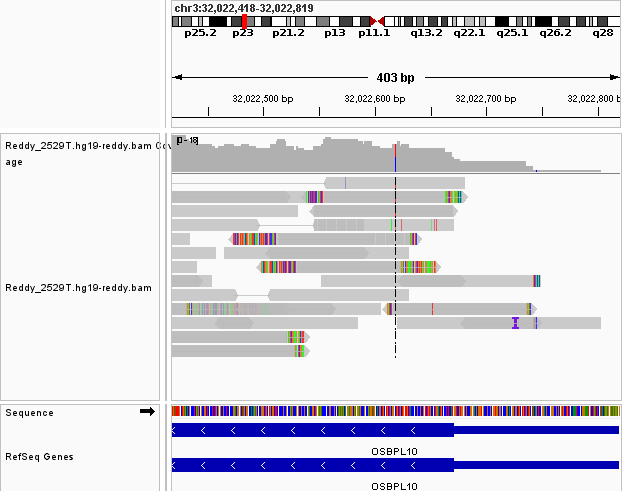 chr3:32,022,418-32,022,819
p25.2 p23 p21.2 p13 p11.1 q13.2 q22.1 q25.1 q26.2 q28
403 bp
32,022,500 bp 32,022,600 bp 32,022,700 bp 32,022,800 b
[0 - 18]
Reddy_2529T.hg19-reddy.bam Cov
age
Reddy_2529T.hg19-reddy.bam
Sequence
OSBPL10
RefSeq Genes
OSBPL10